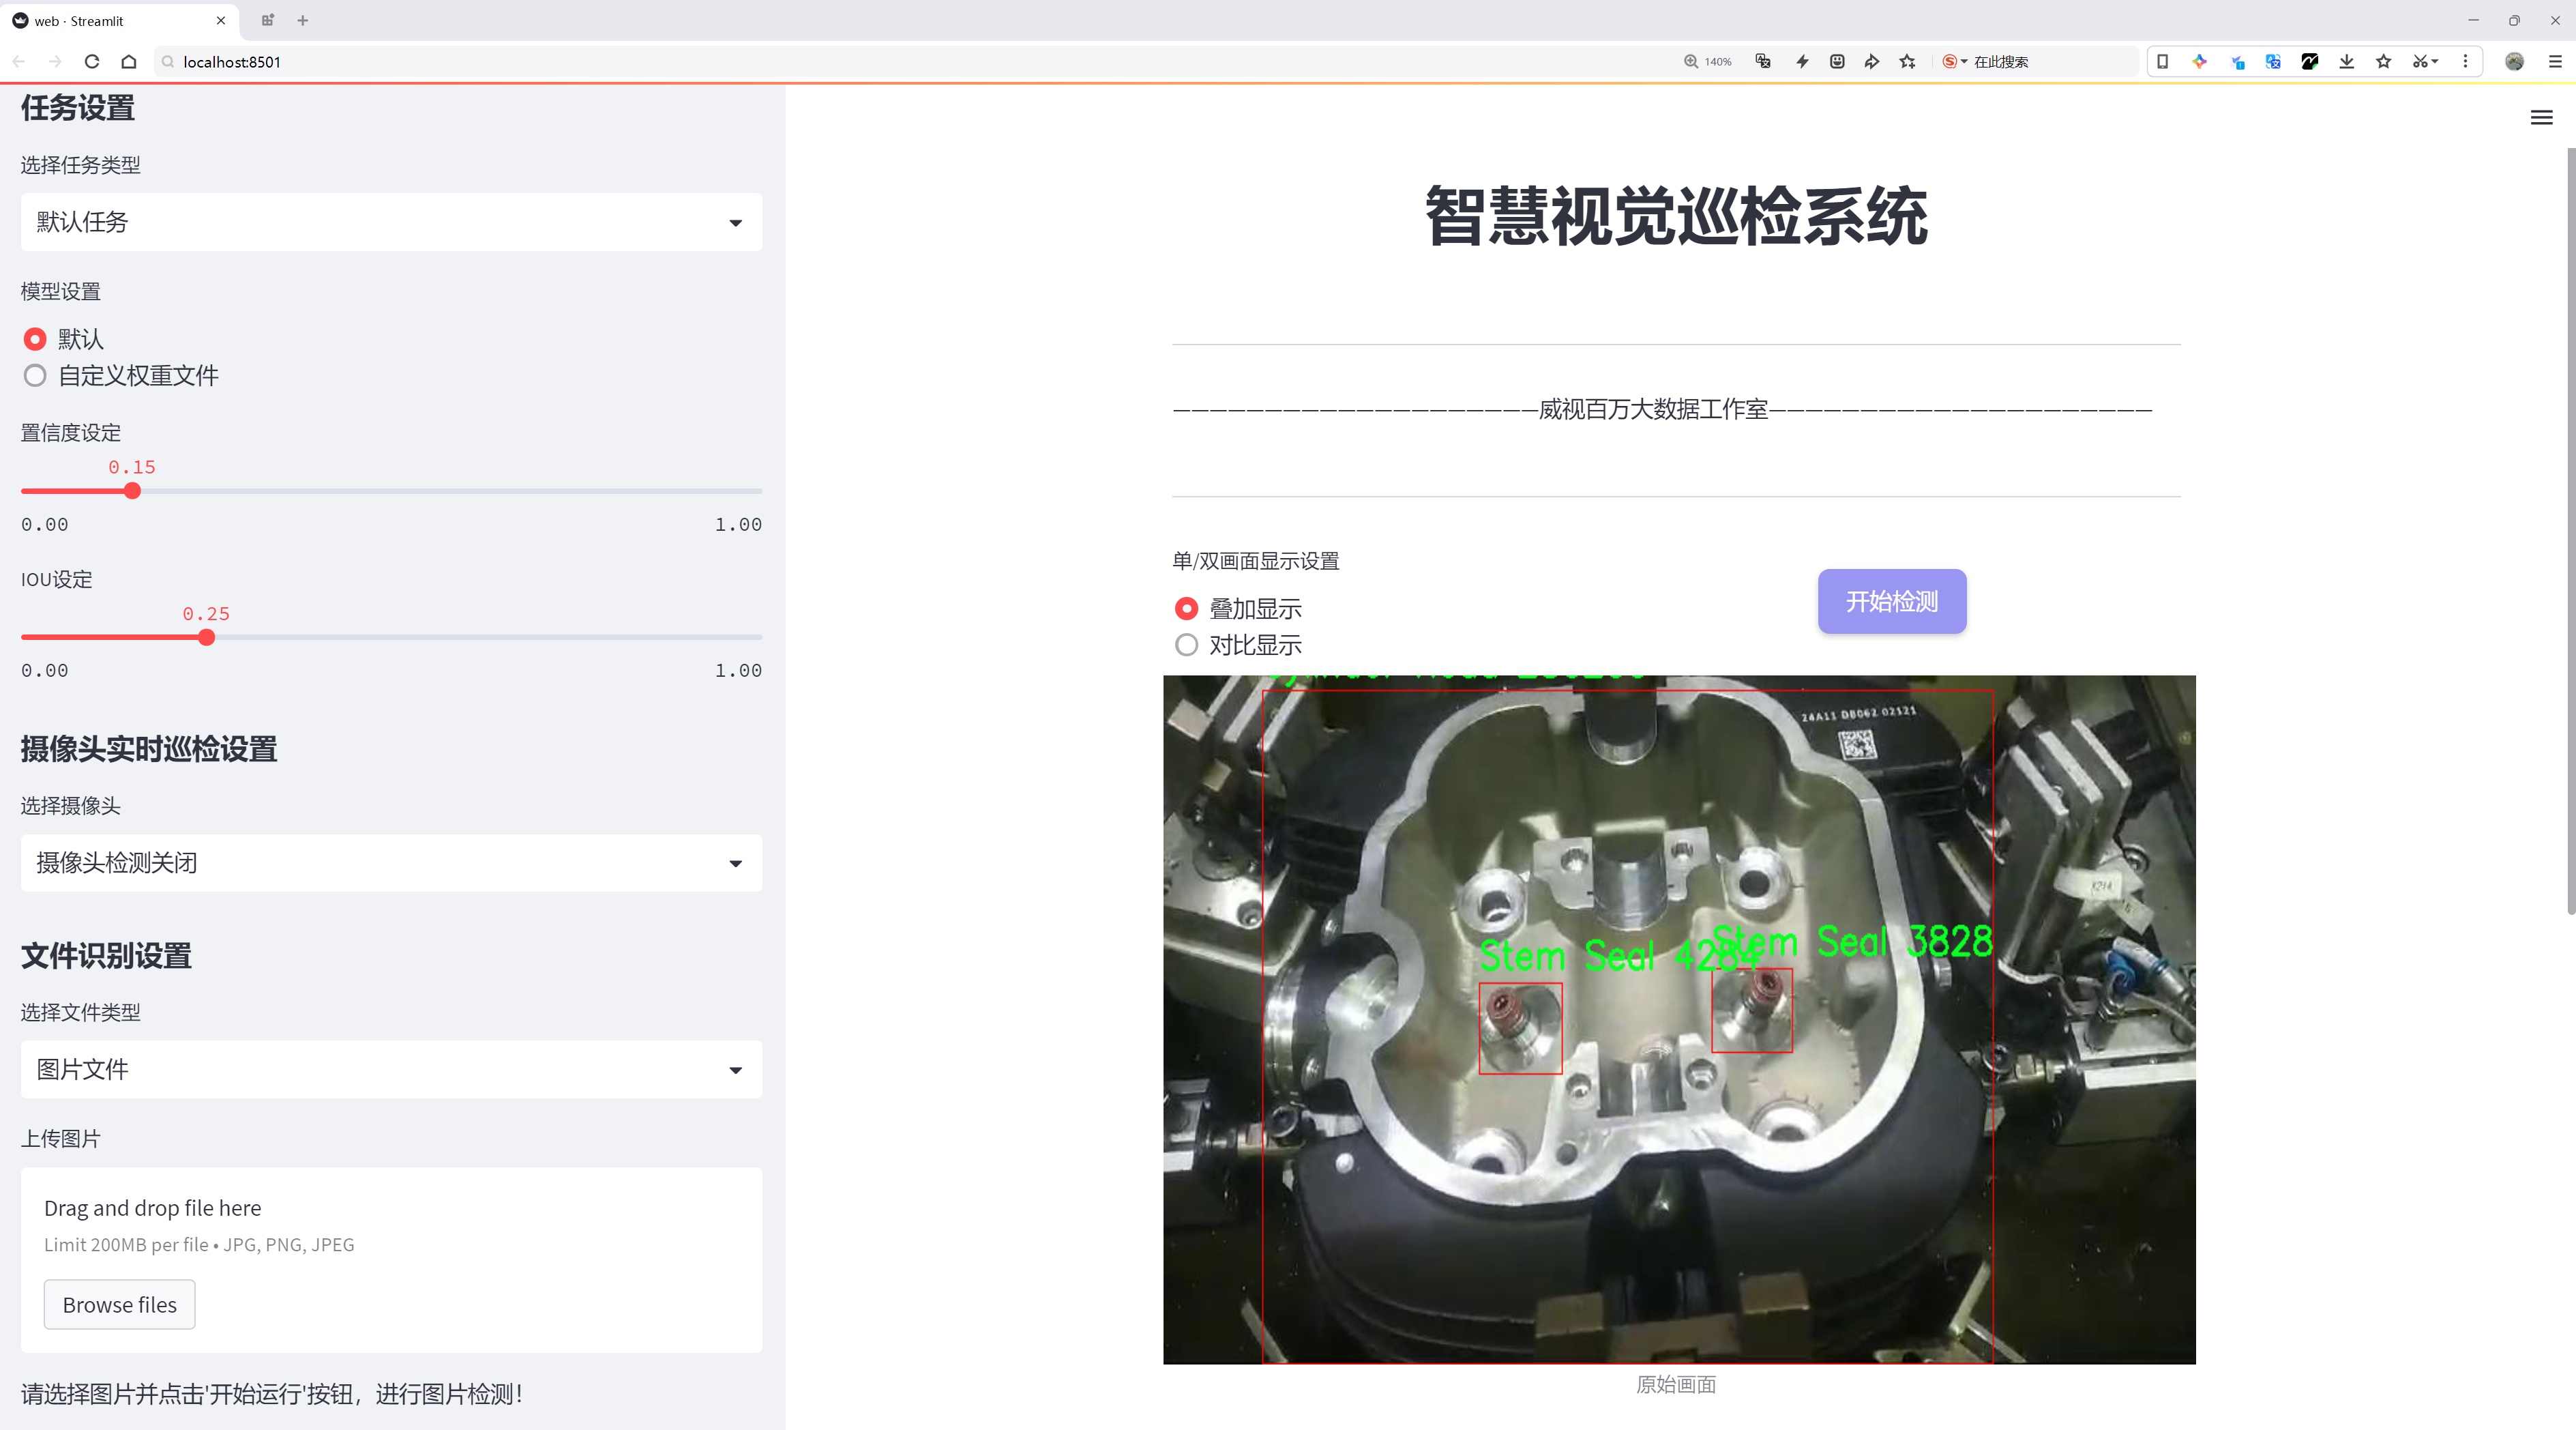 web · Streamlit
localhost:8501
140%
在此搜索
任务设置
选择任务类型
默认任务
模型设置
默认
自定义权重文件
置信度设定
0.15
0.00
1.00
IOU设定
0.25
0.00
1.00
摄像头实时巡检设置
选择摄像头
摄像头检测关闭
文件识别设置
选择文件类型
图片文件
上传图片
Drag and drop file here
Limit 200MB per file • JPG, PNG, JPEG
Browse files
请选择图片并点击'开始运行'按钮，进行图片检测！
智慧视觉巡检系统
————————————————————威视百万大数据工作室—————————————————————
单/双画面显示设置
叠加显示
对比显示
开始检测
24A11 DB062 02121
Stem Seal 4284
Stem Seal 3828
原始画面